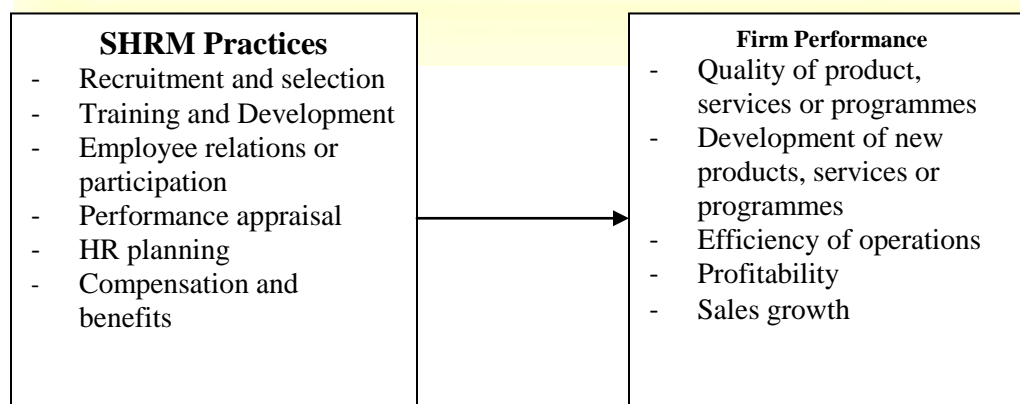 SHRM Practices
- Recruitment and selection
- Training and Development
- Employee relations or
participation
- Performance appraisal
- HR planning
- Compensation and
benefits
Firm Performance
- Quality of product,
services or programmes
- Development of new
products, services or
programmes
- Efficiency of operations
- Profitability
- Sales growth